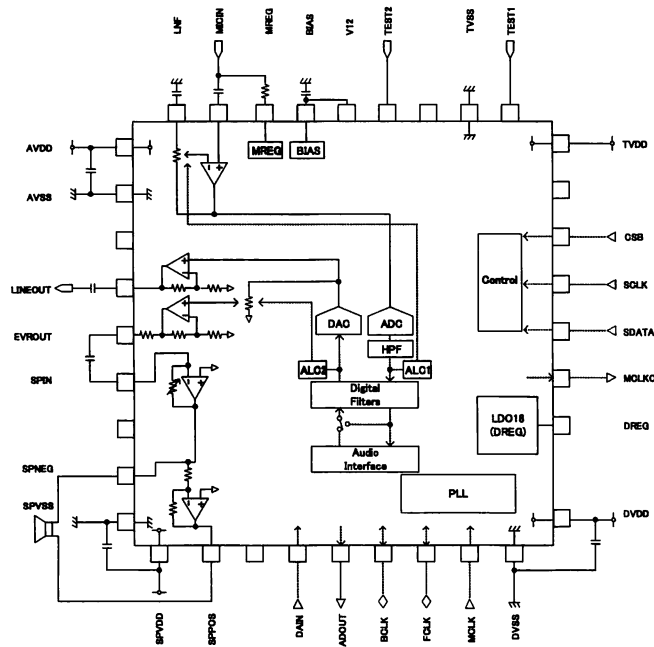 LNF
MICIN
MREG
BIAS
V12
TEST2
TVSS
TEST1
AVDD
TVDD
MREG
BIAS
AVSS
CSB
Control
SCLK
LINEOUT
DAC
ADC
SDATA
EVROUT
HPF
ALC2
ALC1
MCLKO
SPIN
Digital
Filters
LDO18
(DREG)
DREG
Audio
Interface
SPNEG
PLL
SPVSS
DVDD
SPVDD
SPPOS
DAIN
ADOUT
BCLK
FCLK
MCLK
DVSS